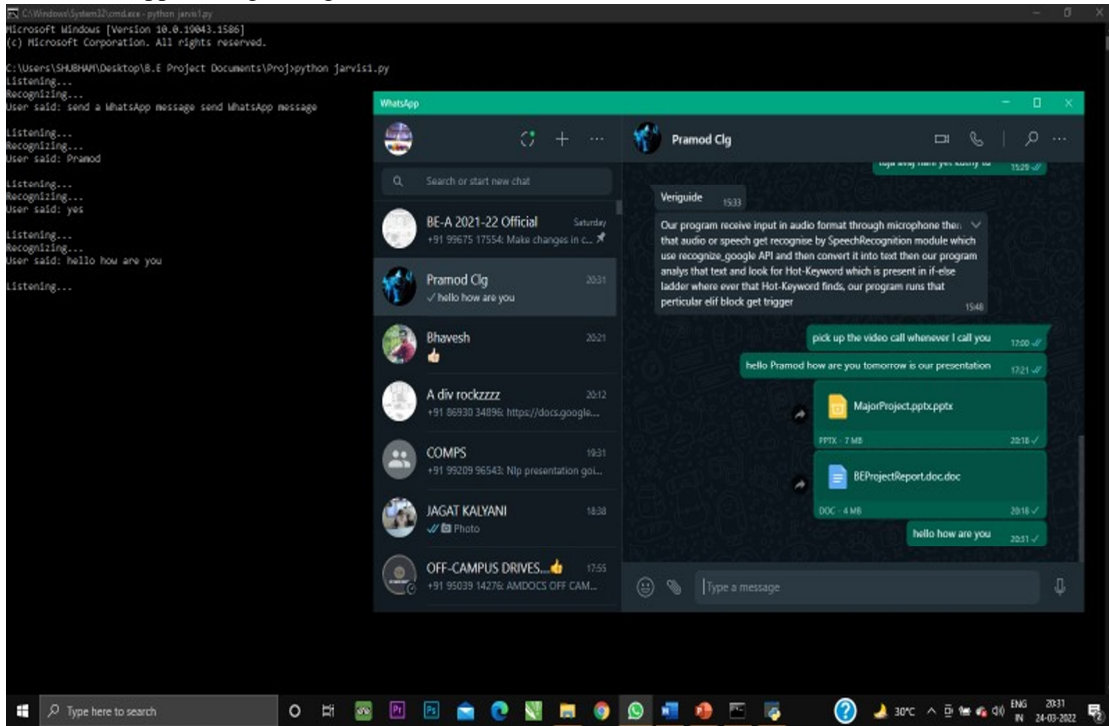 C:\Windows\System32\cmd.exe - python jarvis1.py
Microsoft Windows [Version 10.0.19043.1586]
(c) Microsoft Corporation. All rights reserved.
C:\Users\SHUBHAM\Desktop\B.E Project Documents\Proj>python jarvis1.py
Listening...
Recognizing...
User said: send a WhatsApp message send WhatsApp message
Listening...
Recognizing...
User said: Pramod
Listening...
Recognizing...
User said: yes
Listening...
Recognizing...
User said: hello how are you
Listening...
WhatsApp
Search or start new chat
BE-A 2021-22 Official Saturday
+91 99675 17554: Make changes in c...
Pramod Clg 20:31
✓ hello how are you
Bhavesh 20:21
👍
A div rockzzzz 20:12
+91 86930 34896: https://docs.google....
COMPS 19:31
+91 99209 96543: Nlp presentation goi...
JAGAT KALYANI 18:38
Photo
OFF-CAMPUS DRIVES...👍 17:55
+91 95039 14276: AMDOCS OFF CAM...
Pramod Clg
15:29
Veriguide 15:33
Our program receive input in audio format through microphone then
that audio or speech get recognise by SpeechRecognition module which
use recognize_google API and then convert it into text then our program
analys that text and look for Hot-Keyword which is present in if-else
ladder where ever that Hot-Keyword finds, our program runs that
perticular elif block get trigger
15:48
pick up the video call whenever I call you 17:00
hello Pramod how are you tomorrow is our presentation 17:21
MajorProject.pptx.pptx
PPTX · 7 MB 20:18
BEProjectReport.doc.doc
DOC · 4 MB 20:18
hello how are you 20:31
Type a message
Type here to search
Pr
Ps
30°C
ENG
IN
20:31
24-03-2022